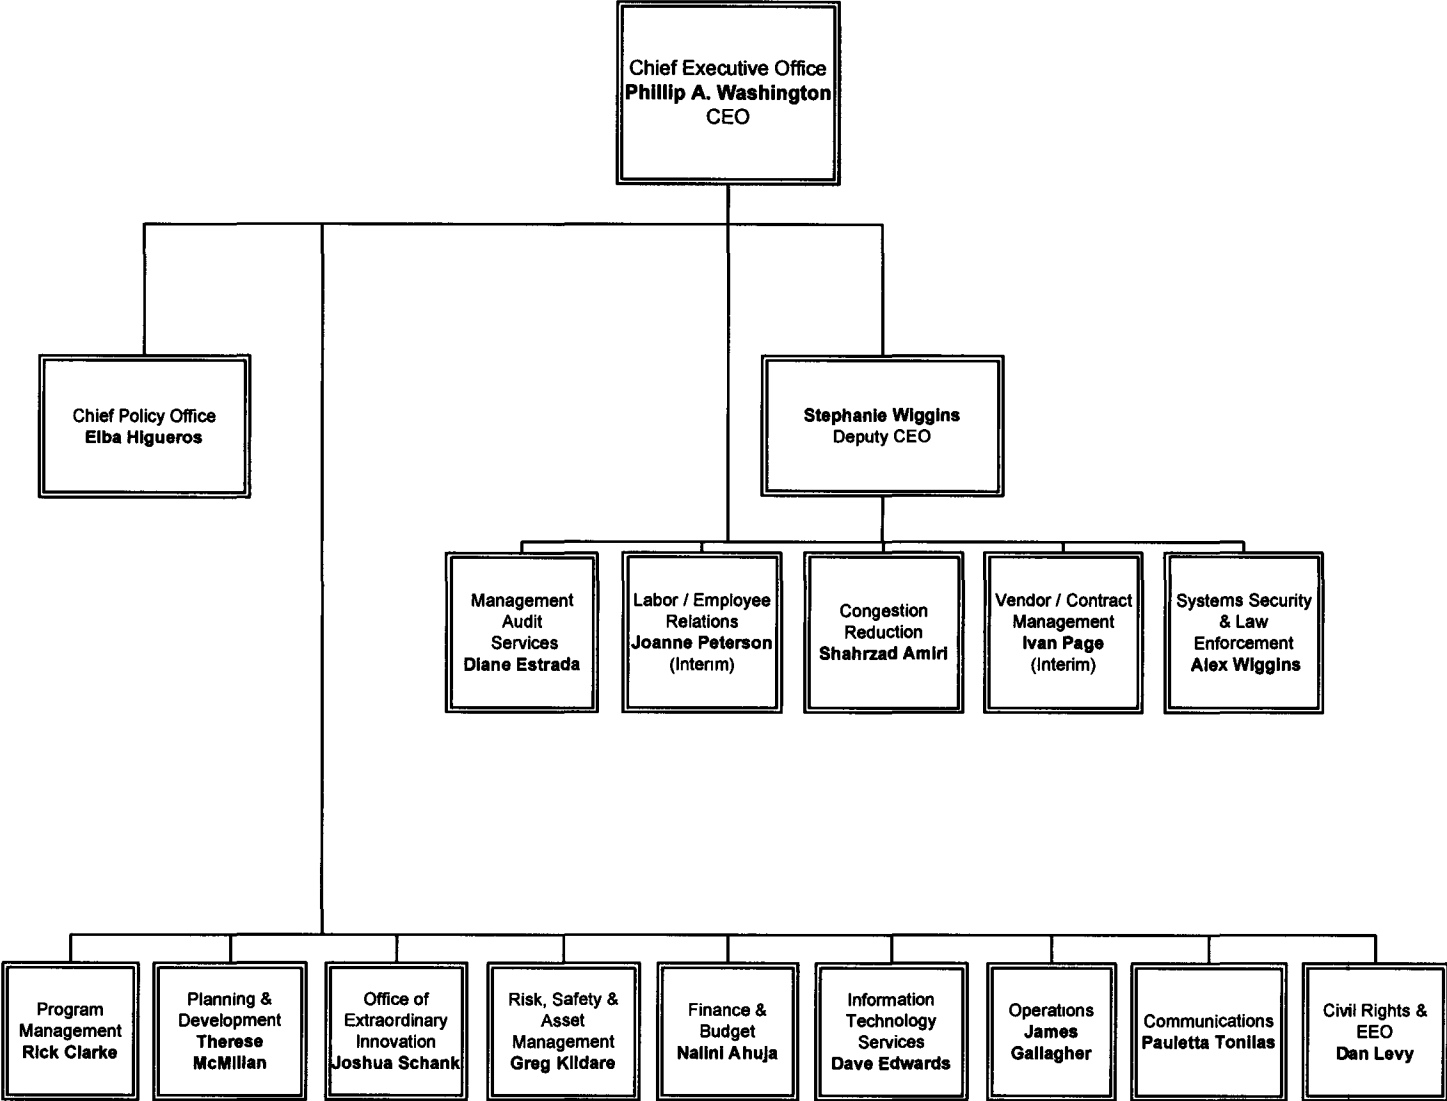 Chief Executive Office
Phillip A. Washington
CEO
Chief Policy Office
Elba Higueros
Stephanie Wiggins
Deputy CEO
Management
Audit
Services
Diane Estrada
Labor / Employee
Relations
Joanne Peterson
(Interim)
Congestion
Reduction
Shahrzad Amiri
Vendor / Contract
Management
Ivan Page
(Interim)
Systems Security
& Law
Enforcement
Alex Wiggins
Program
Management
Rick Clarke
Planning &
Development
Therese
McMillan
Office of
Extraordinary
Innovation
Joshua Schank
Risk, Safety &
Asset
Management
Greg Kildare
Finance &
Budget
Nalini Ahuja
Information
Technology
Services
Dave Edwards
Operations
James
Gallagher
Communications
Pauletta Tonilas
Civil Rights &
EEO
Dan Levy